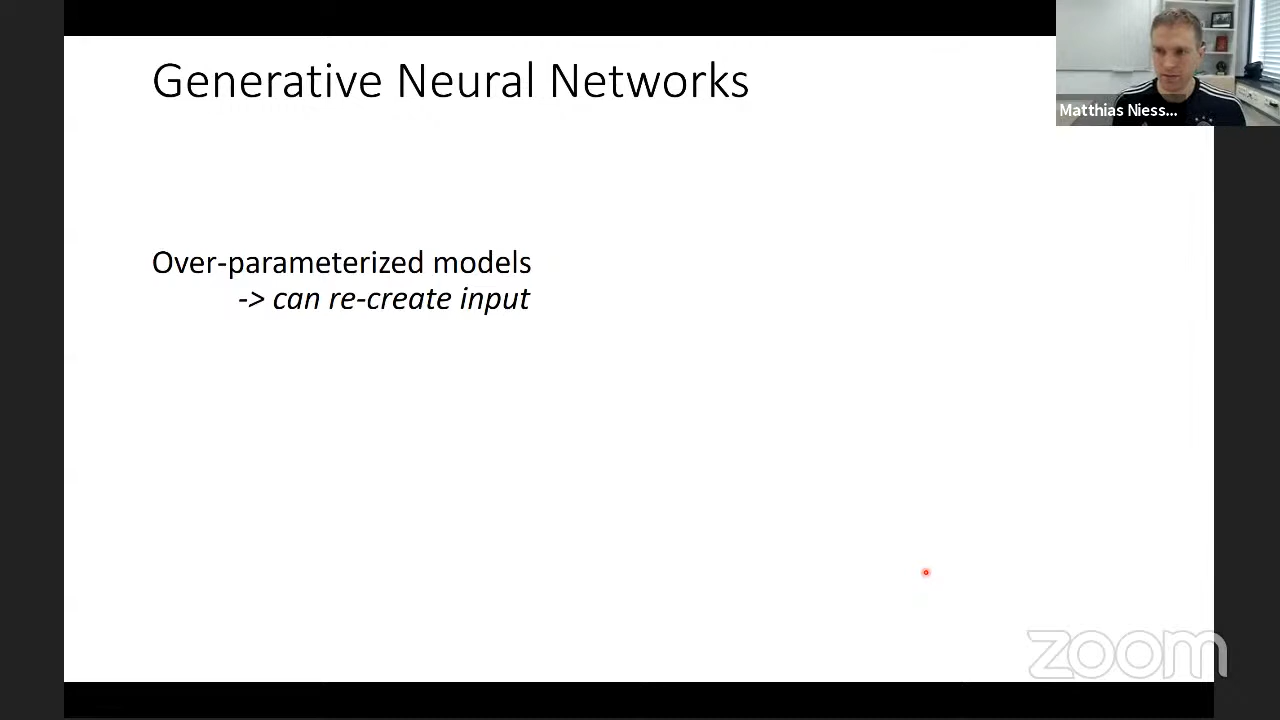 Generative Neural Networks
Matthias Niess...
Over-parameterized models
-> can re-create input
zoom